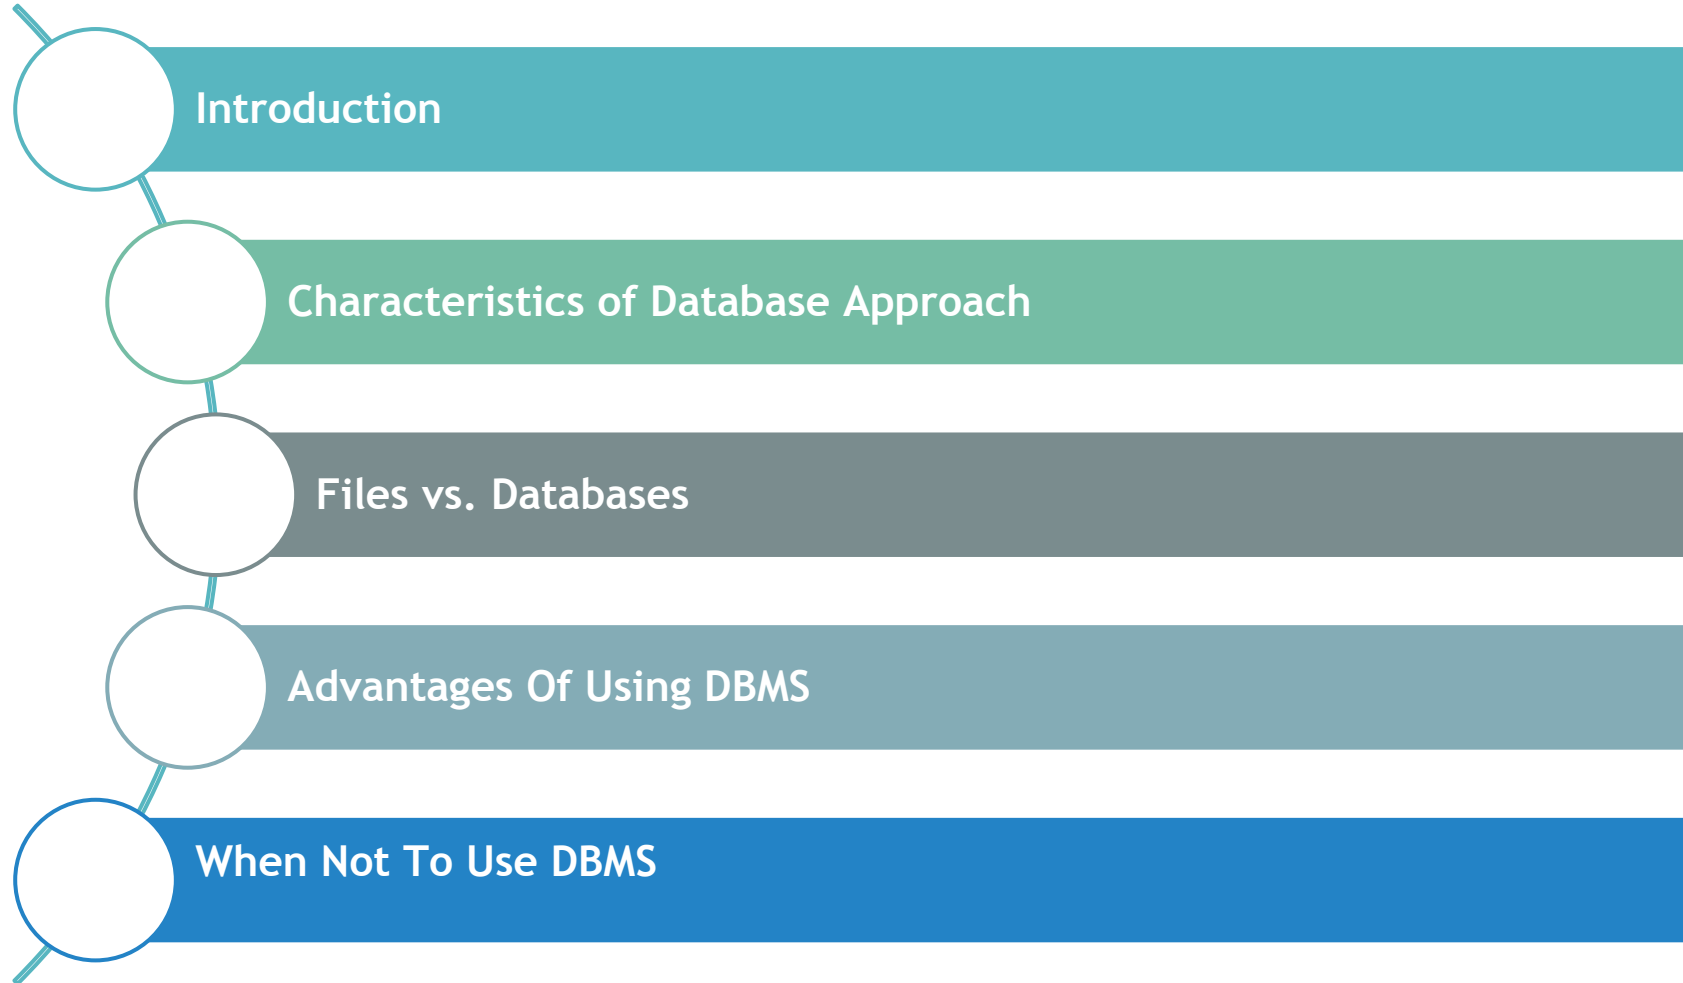 Introduction
Characteristics of Database Approach
Files vs. Databases
Advantages Of Using DBMS
When Not To Use DBMS